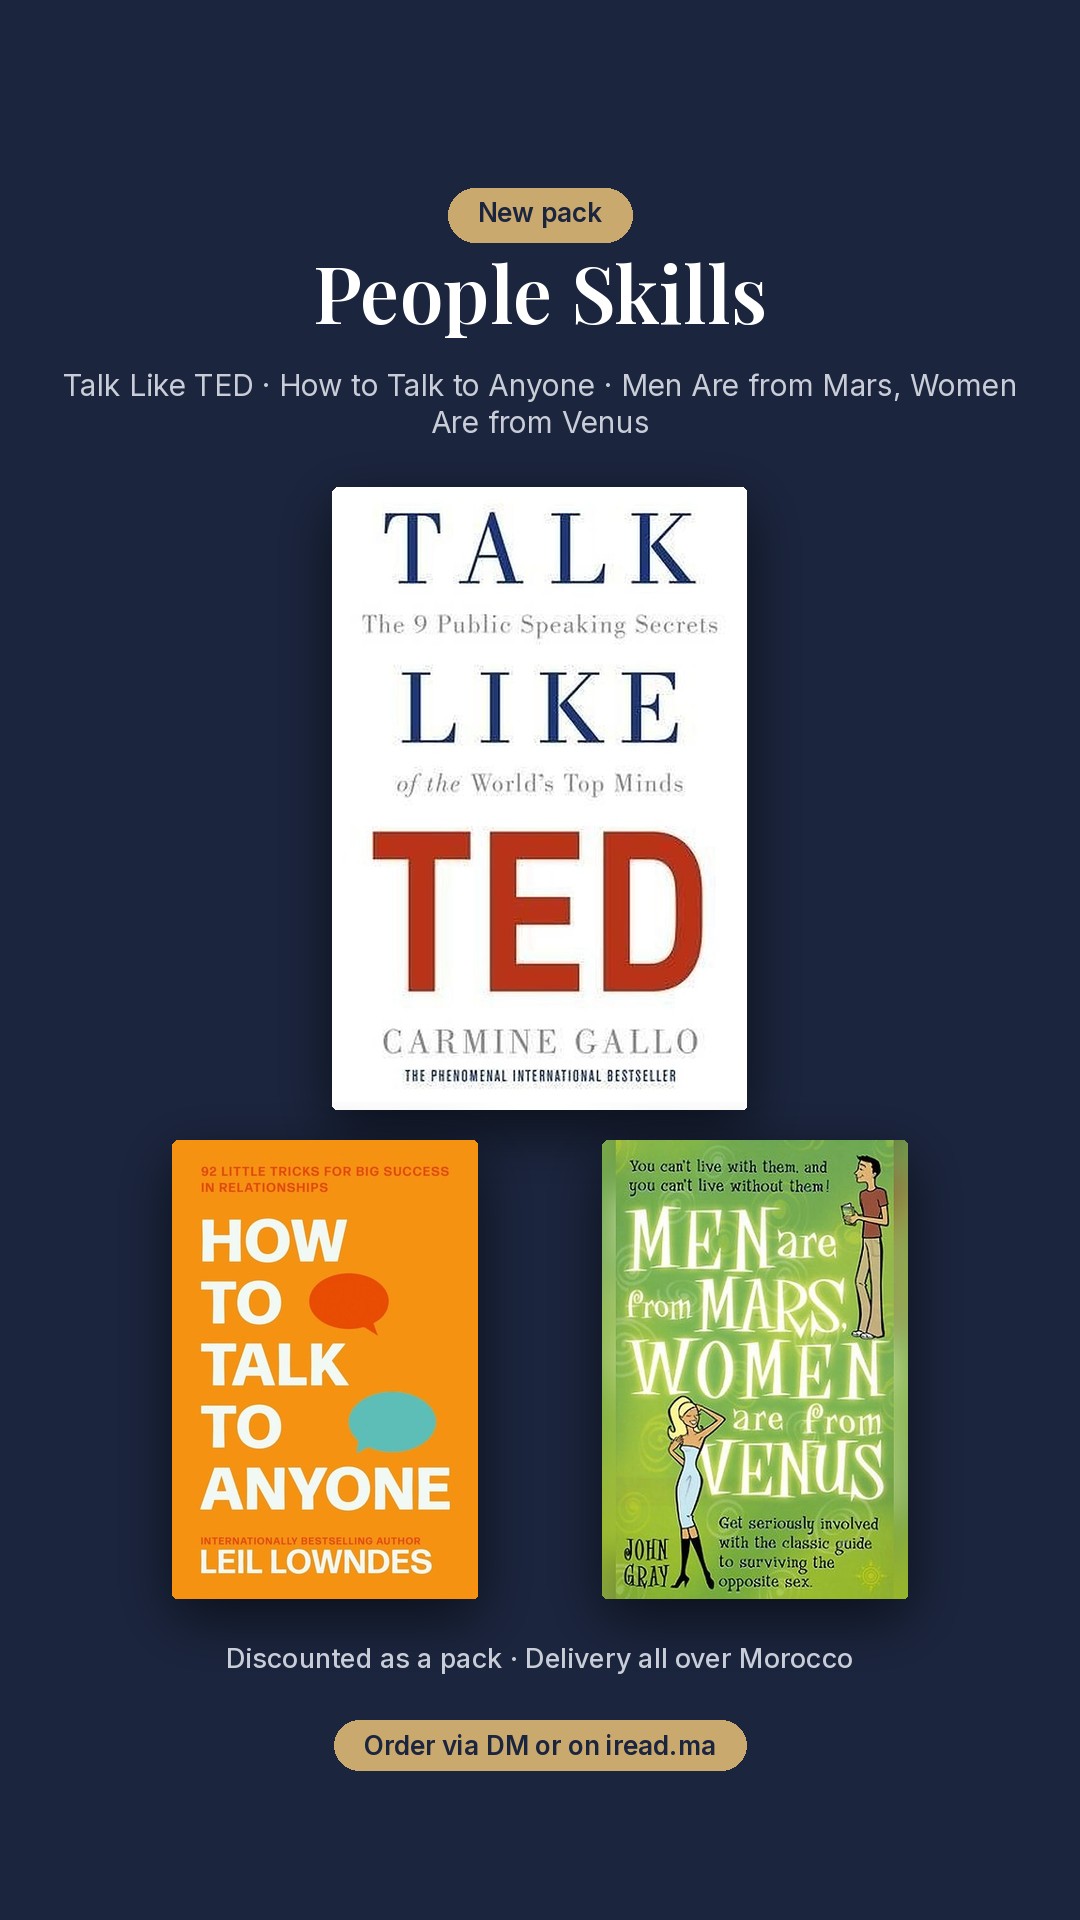 New pack
People Skills
Talk Like TED · How to Talk to Anyone · Men Are from Mars, Women
Are from Venus
TALK
The 9 Public Speaking Secrets
LIKE
of the World's Top Minds
TED
CARMINE GALLO
THE PHENOMENAL INTERNATIONAL BESTSELLER
92 LITTLE TRICKS FOR BIG SUCCESS
IN RELATIONSHIPS
HOW
TO
TALK
TO
ANYONE
INTERNATIONALLY BESTSELLING AUTHOR
LEIL LOWNDES
You can't live with them, and
you can't live without them!
MEN are
from MARS,
WOMEN
are from
VENUS
Get seriously involved
with the classic guide
to surviving the
opposite sex.
JOHN
GRAY
Discounted as a pack · Delivery all over Morocco
Order via DM or on iread.ma